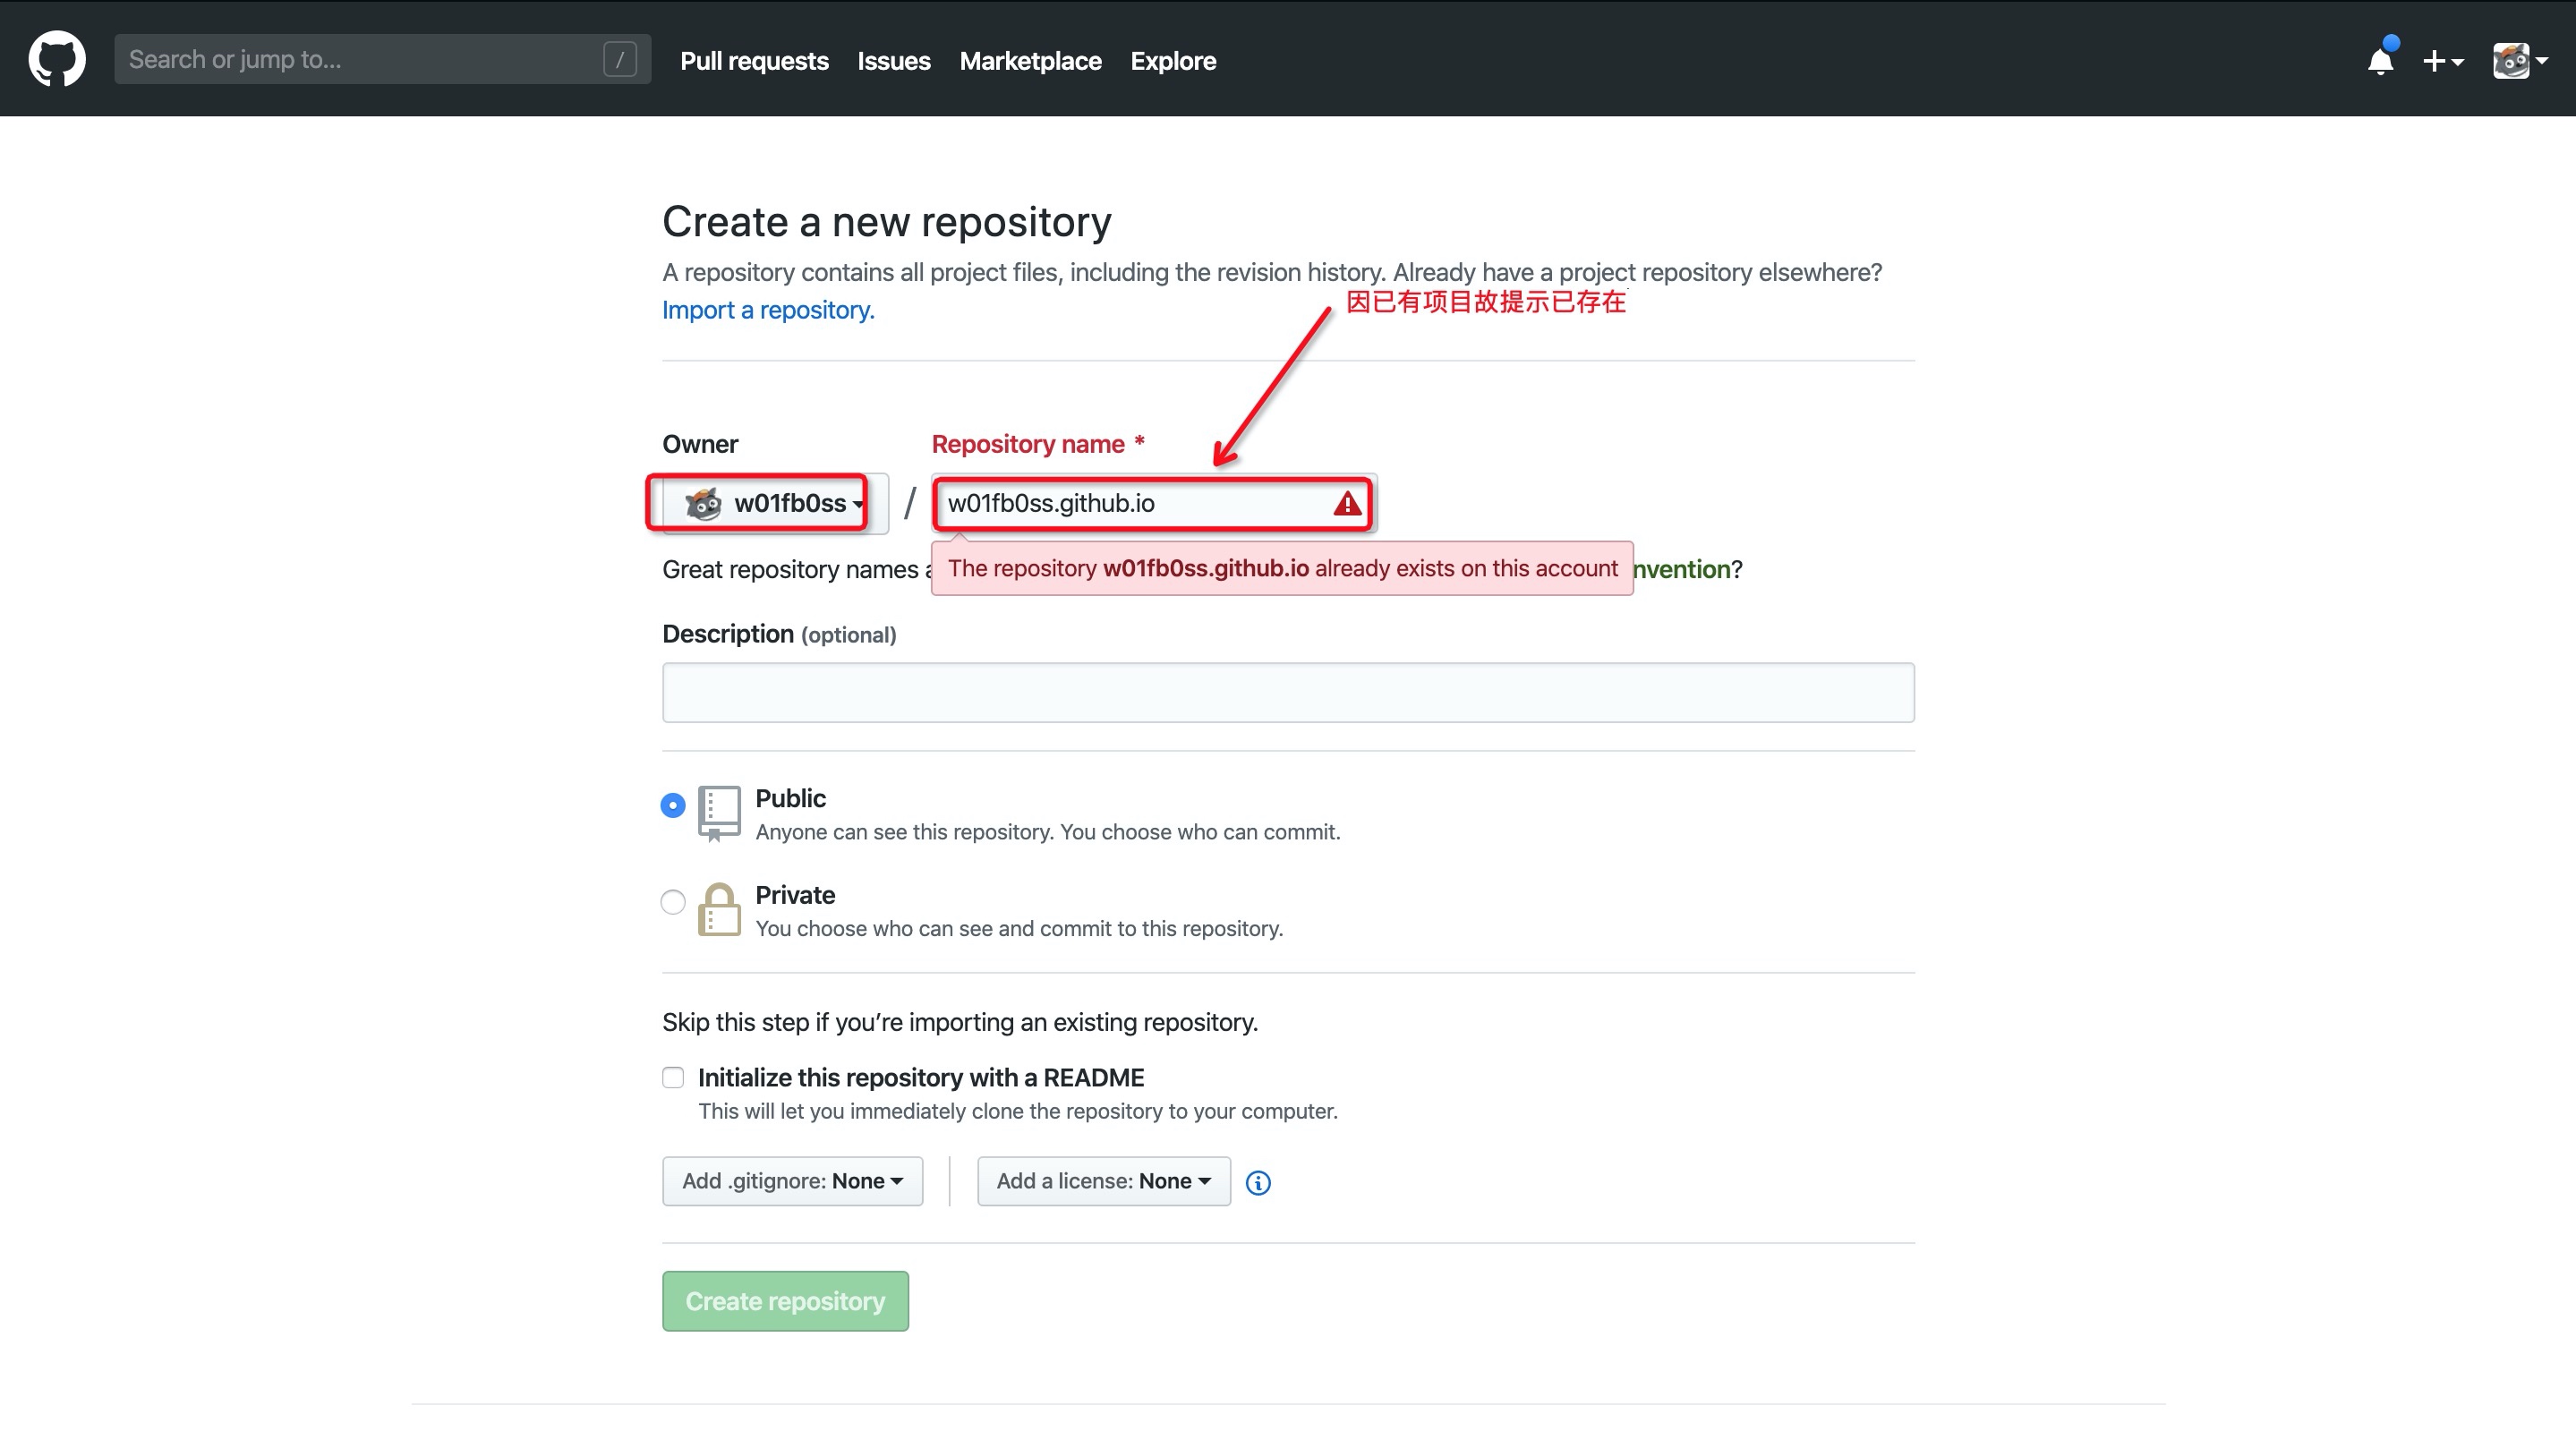 Search or jump to...
/
Pull requests
Issues
Marketplace
Explore
Create a new repository
A repository contains all project files, including the revision history. Already have a project repository elsewhere?
Import a repository.
因已有项目故提示已存在
Owner
Repository name *
w01fb0ss
/
w01fb0ss.github.io
The repository w01fb0ss.github.io already exists on this account
Great repository names a nvention?
Description (optional)
Public
Anyone can see this repository. You choose who can commit.
Private
You choose who can see and commit to this repository.
Skip this step if you’re importing an existing repository.
Initialize this repository with a README
This will let you immediately clone the repository to your computer.
Add .gitignore: None
Add a license: None
Create repository